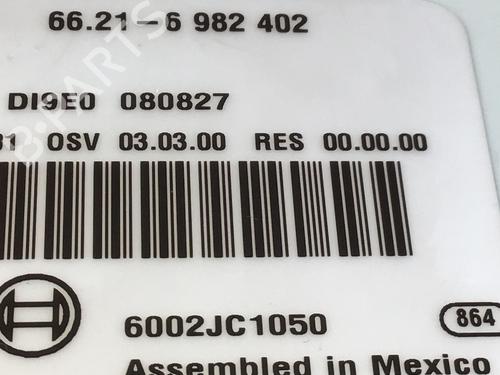 66.21-6 982 402
DI9E0 080827
OSV 03.03.00 RES 00.00.00
6002JC1050
864
Assembled in Mexico
B-PARTS